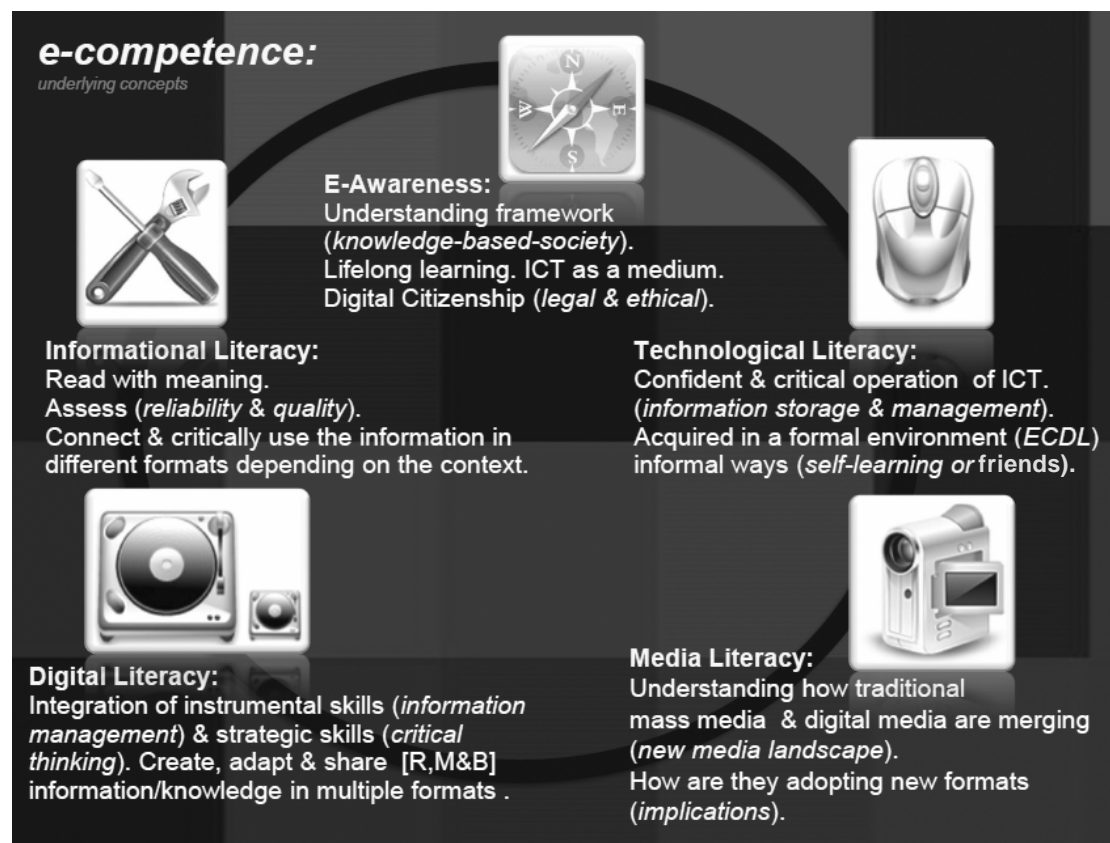 e-competence:
underlying concepts
N
E
S
W
E-Awareness:
Understanding framework
(knowledge-based-society).
Lifelong learning. ICT as a medium.
Digital Citizenship (legal & ethical).
Informational Literacy:
Read with meaning.
Assess (reliability & quality).
Connect & critically use the information in
different formats depending on the context.
Technological Literacy:
Confident & critical operation of ICT.
(information storage & management).
Acquired in a formal environment (ECDL)
informal ways (self-learning or friends).
Digital Literacy:
Integration of instrumental skills (information
management) & strategic skills (critical
thinking). Create, adapt & share [R,M&B]
information/knowledge in multiple formats .
Media Literacy:
Understanding how traditional
mass media & digital media are merging
(new media landscape).
How are they adopting new formats
(implications).